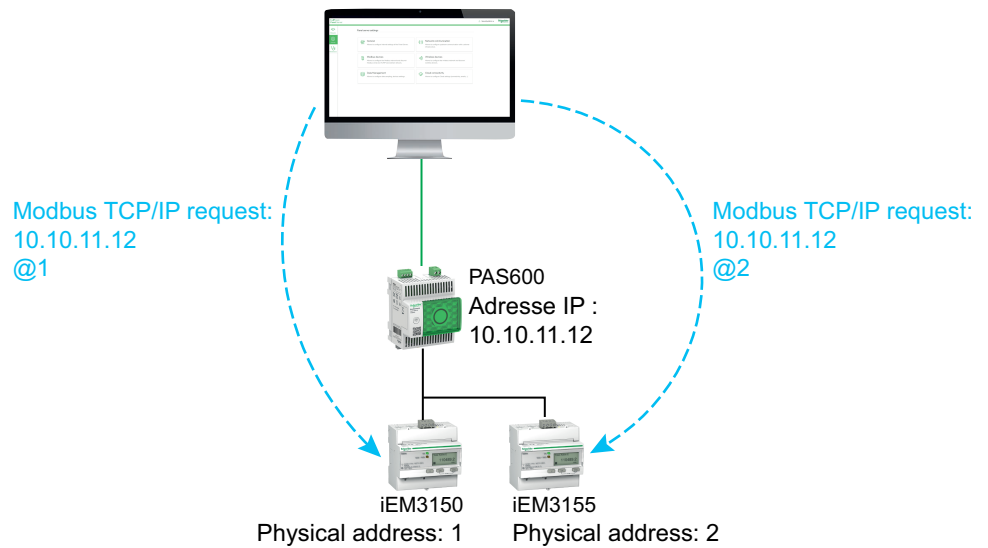 Modbus TCP/IP request:
10.10.11.12
@1
Modbus TCP/IP request:
10.10.11.12
@2
PAS600
Adresse IP :
10.10.11.12
iEM3150
Physical address: 1
iEM3155
Physical address: 2